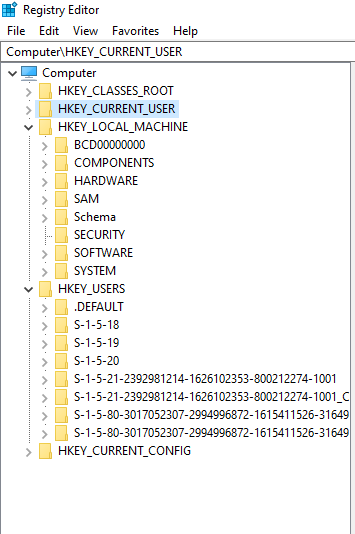 Registry Editor
File Edit View Favorites Help
Computer\HKEY_CURRENT_USER
Computer
HKEY_CLASSES_ROOT
HKEY_CURRENT_USER
HKEY_LOCAL_MACHINE
BCD00000000
COMPONENTS
HARDWARE
SAM
Schema
SECURITY
SOFTWARE
SYSTEM
HKEY_USERS
.DEFAULT
S-1-5-18
S-1-5-19
S-1-5-20
S-1-5-21-2392981214-1626102353-800212274-1001
S-1-5-21-2392981214-1626102353-800212274-1001_C
S-1-5-80-3017052307-2994996872-1615411526-31649
S-1-5-80-3017052307-2994996872-1615411526-31649
HKEY_CURRENT_CONFIG